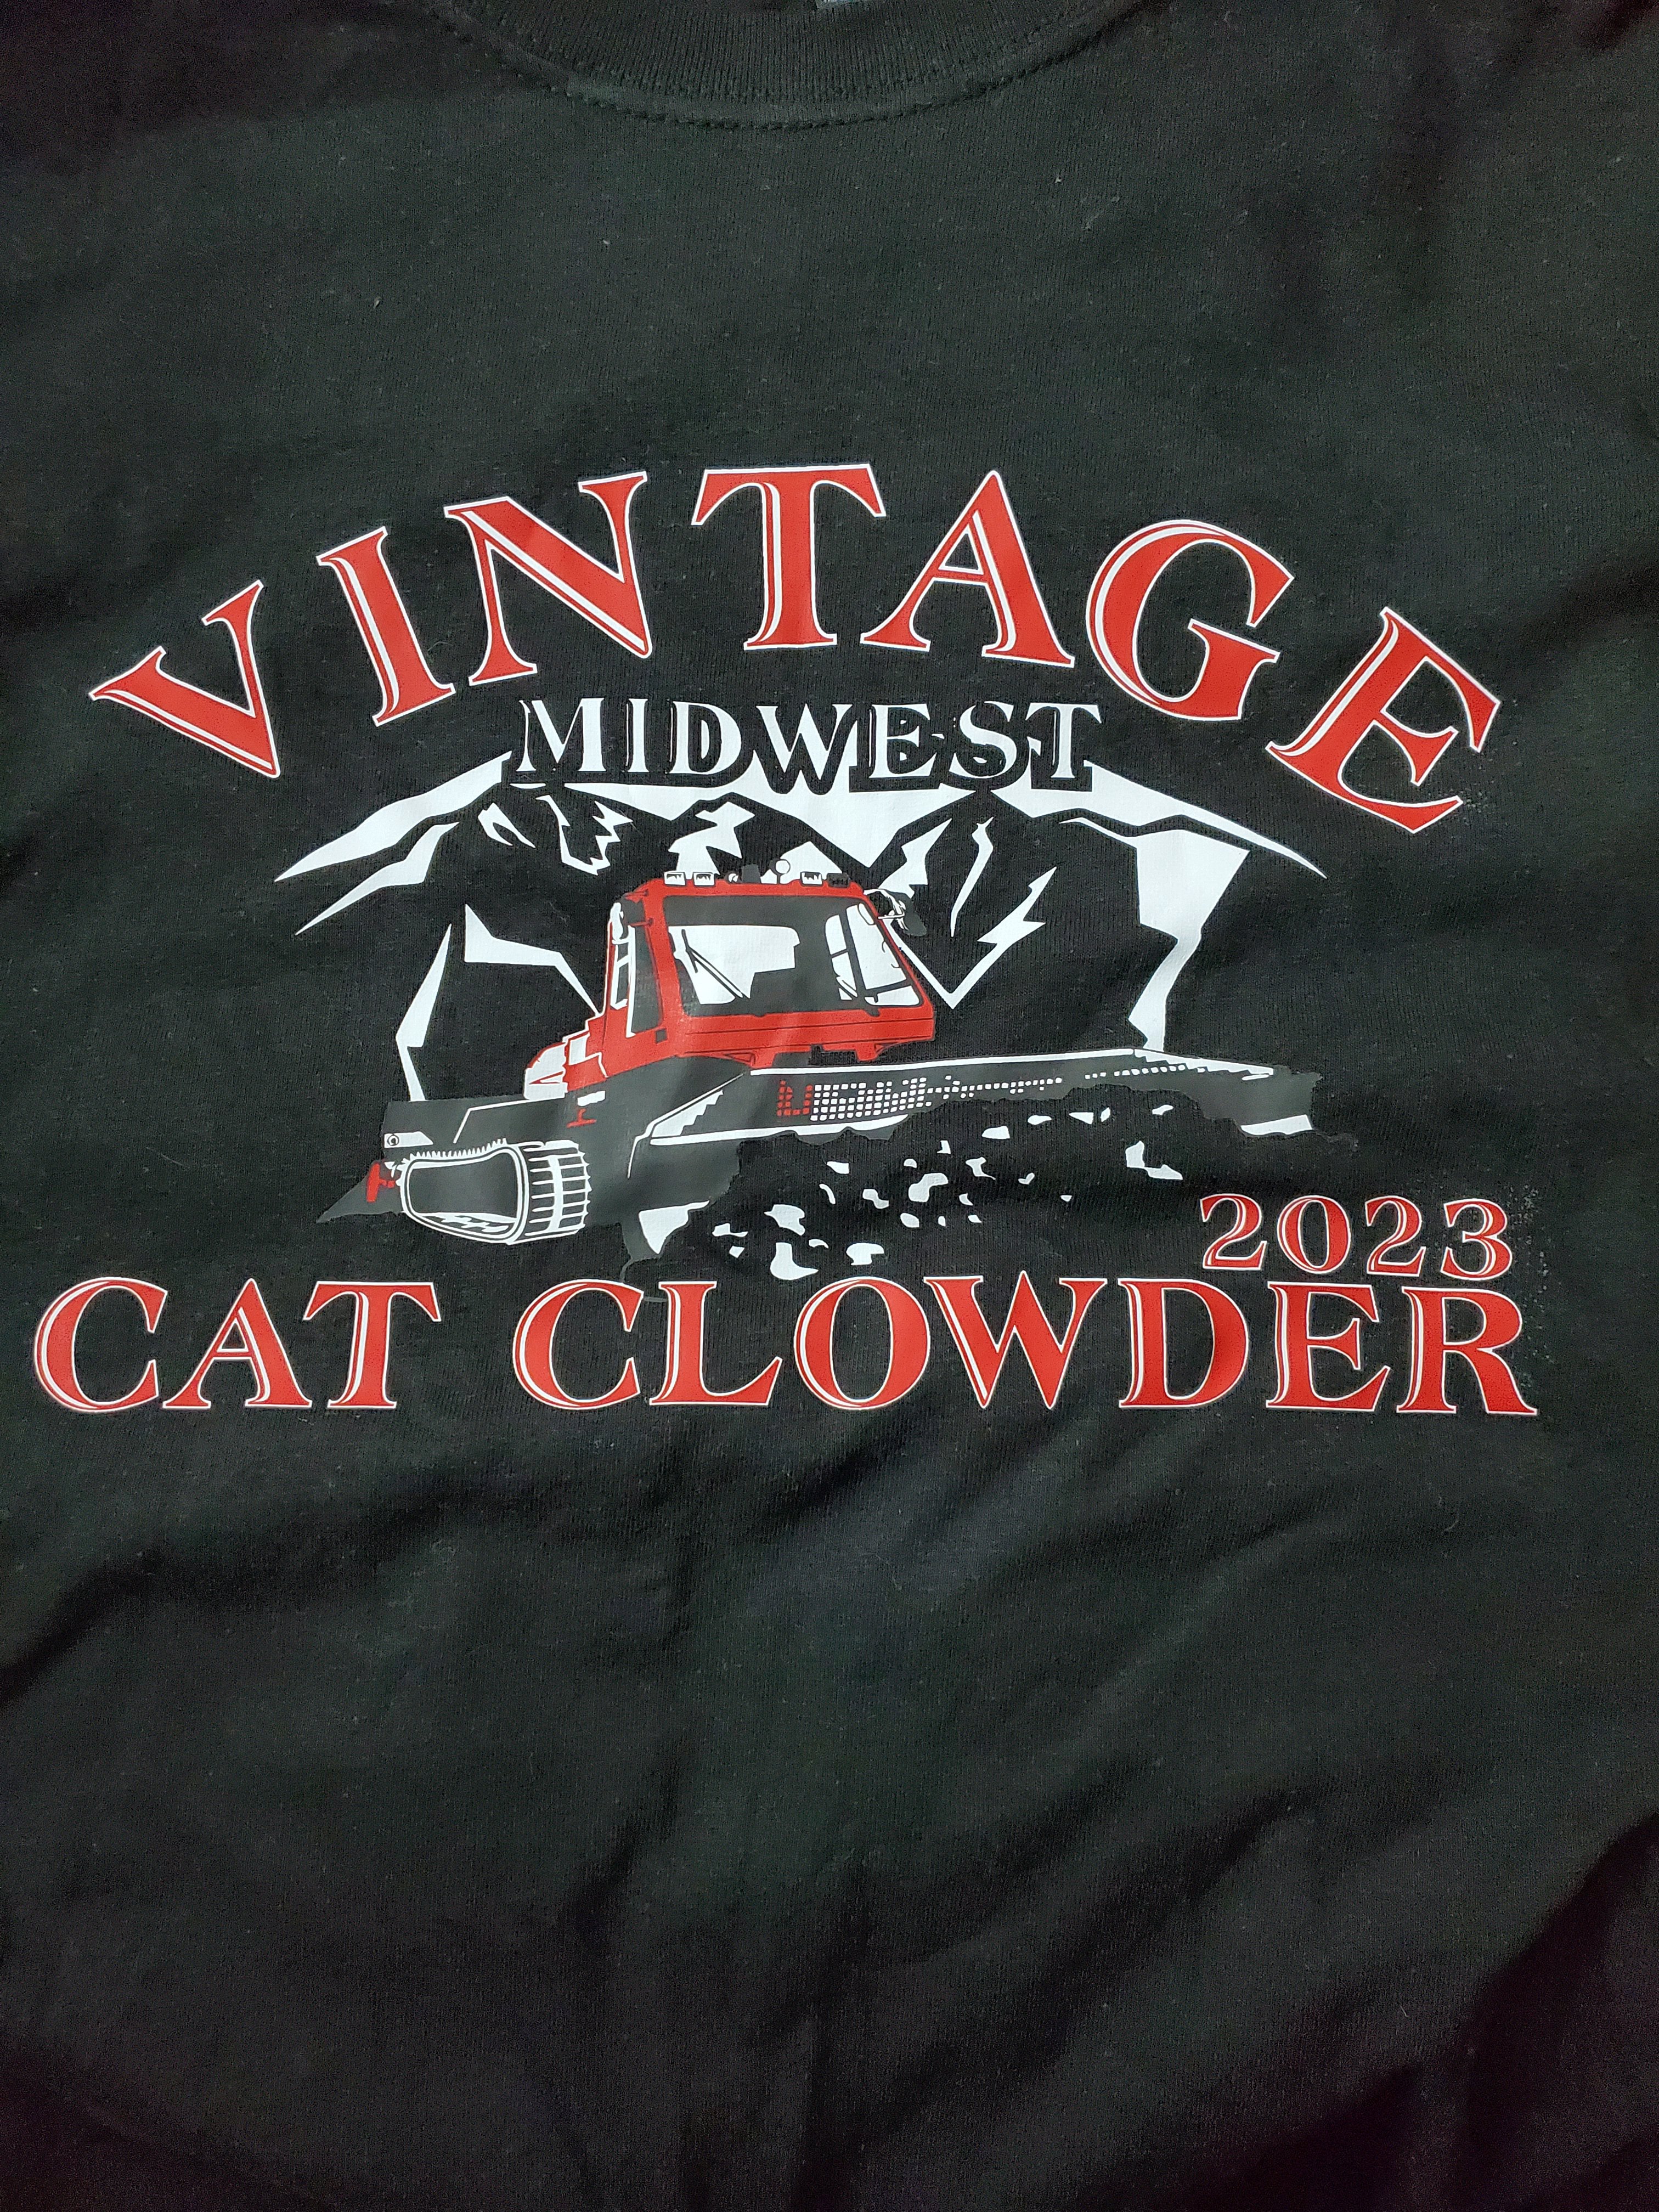 VINTAGE
MIDWEST
2023
CAT CLOWDER